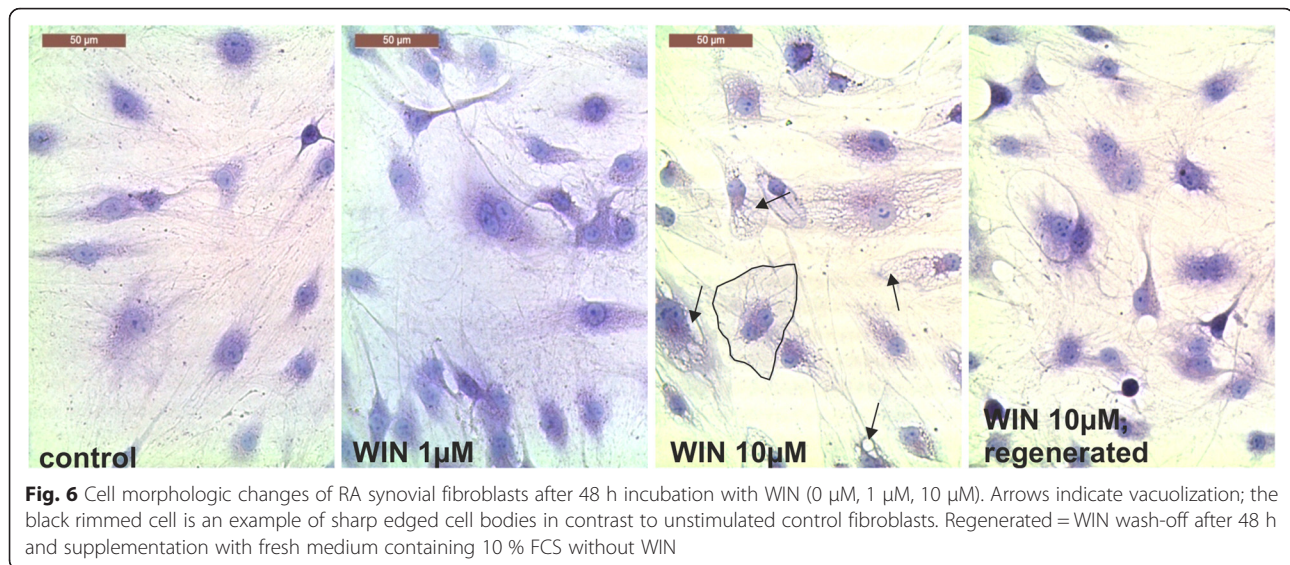 50 µm
50 µm
50 µm
control
WIN 1µM
WIN 10µM
WIN 10µM,
regenerated
Fig. 6 Cell morphologic changes of RA synovial fibroblasts after 48 h incubation with WIN (0 µM, 1 µM, 10 µM). Arrows indicate vacuolization; the
black rimmed cell is an example of sharp edged cell bodies in contrast to unstimulated control fibroblasts. Regenerated = WIN wash-off after 48 h
and supplementation with fresh medium containing 10 % FCS without WIN